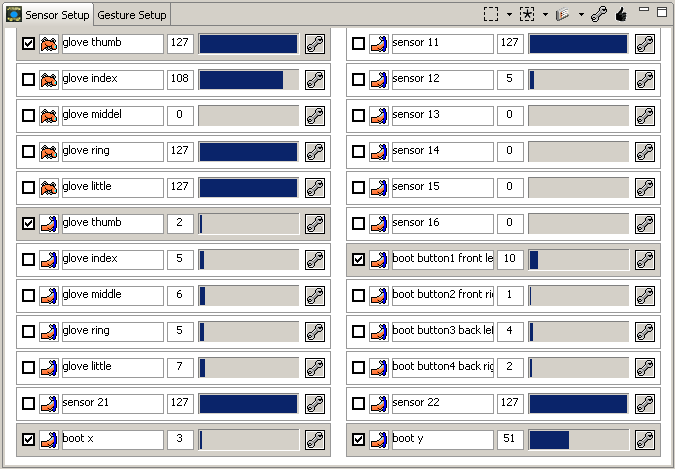 Sensor Setup Gesture Setup
glove thumb 127 sensor 11 127
glove index 108 sensor 12 5
glove middel 0 sensor 13 0
glove ring 127 sensor 14 0
glove little 127 sensor 15 0
glove thumb 2 sensor 16 0
glove index 5 boot button1 front le 10
glove middle 6 boot button2 front ri 1
glove ring 5 boot button3 back lef 4
glove little 7 boot button4 back rig 2
sensor 21 127 sensor 22 127
boot x 3 boot y 51